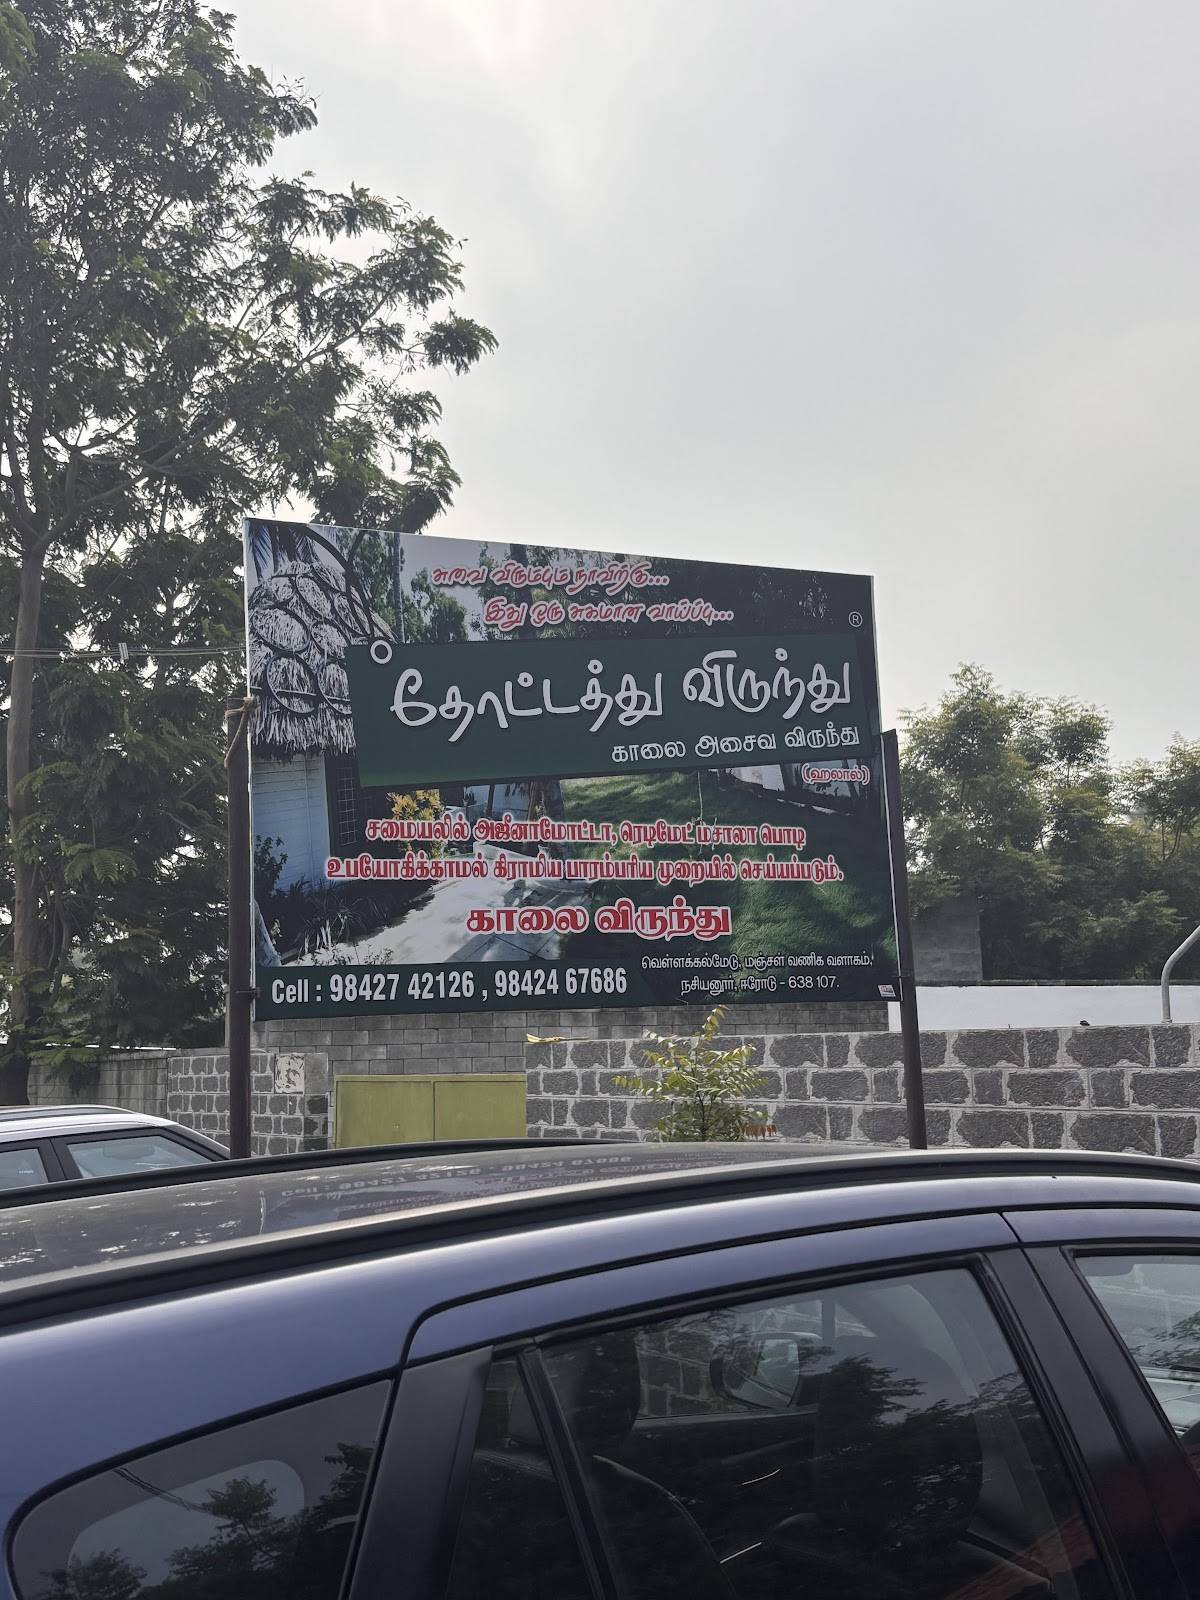 சுவை விரும்பும் நாவிற்கு...
இது ஒரு சுகமான வாய்ப்பு...
®
தோட்டத்து விருந்து
காலை அசைவ விருந்து
(ஹலால்)
சமையலில் அஜீனாமோட்டா, ரெடிமேட் மசாலா பொடி
உபயோகிக்காமல் கிராமிய பாரம்பரிய முறையில் செய்யப்படும்.
காலை விருந்து
Cell : 98427 42126 , 98424 67686
வெள்ளக்கல்மேடு, மஞ்சள் வணிக வளாகம்,
நசியனூர், ஈரோடு - 638 107.